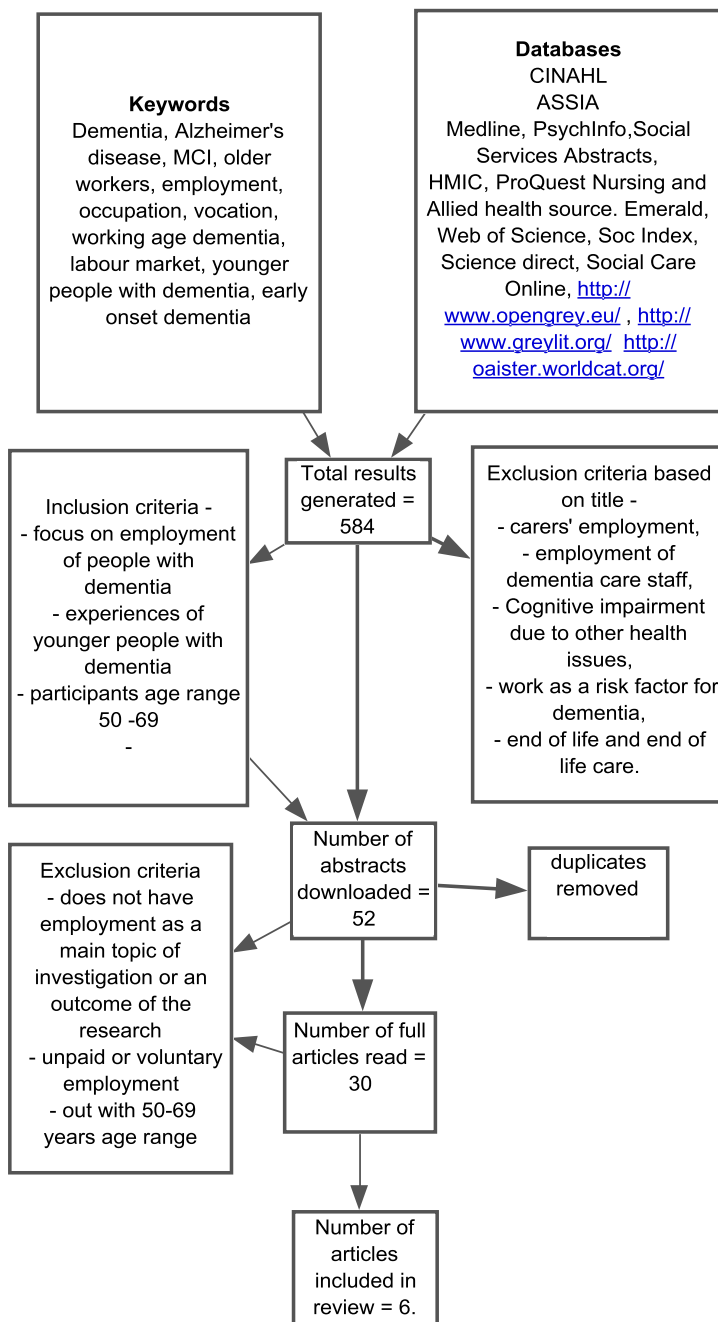 Keywords
Dementia, Alzheimer's
disease, MCI, older
workers, employment,
occupation, vocation,
working age dementia,
labour market, younger
people with dementia, early
onset dementia
Databases
CINAHL
ASSIA
Medline, PsychInfo,Social
Services Abstracts,
HMIC, ProQuest Nursing and
Allied health source. Emerald,
Web of Science, Soc Index,
Science direct, Social Care
Online, http://
www.opengrey.eu/ , http://
www.greylit.org/ http://
oaister.worldcat.org/
Total results
generated =
584
Inclusion criteria -
- focus on employment
of people with
dementia
- experiences of
younger people with
dementia
- participants age range
50 -69
-
Exclusion criteria based
on title -
- carers' employment,
- employment of
dementia care staff,
- Cognitive impairment
due to other health
issues,
- work as a risk factor for
dementia,
- end of life and end of
life care.
Number of
abstracts
downloaded =
52
duplicates
removed
Exclusion criteria
- does not have
employment as a
main topic of
investigation or an
outcome of the
research
- unpaid or voluntary
employment
- out with 50-69
years age range
Number of full
articles read =
30
Number of
articles
included in
review = 6.